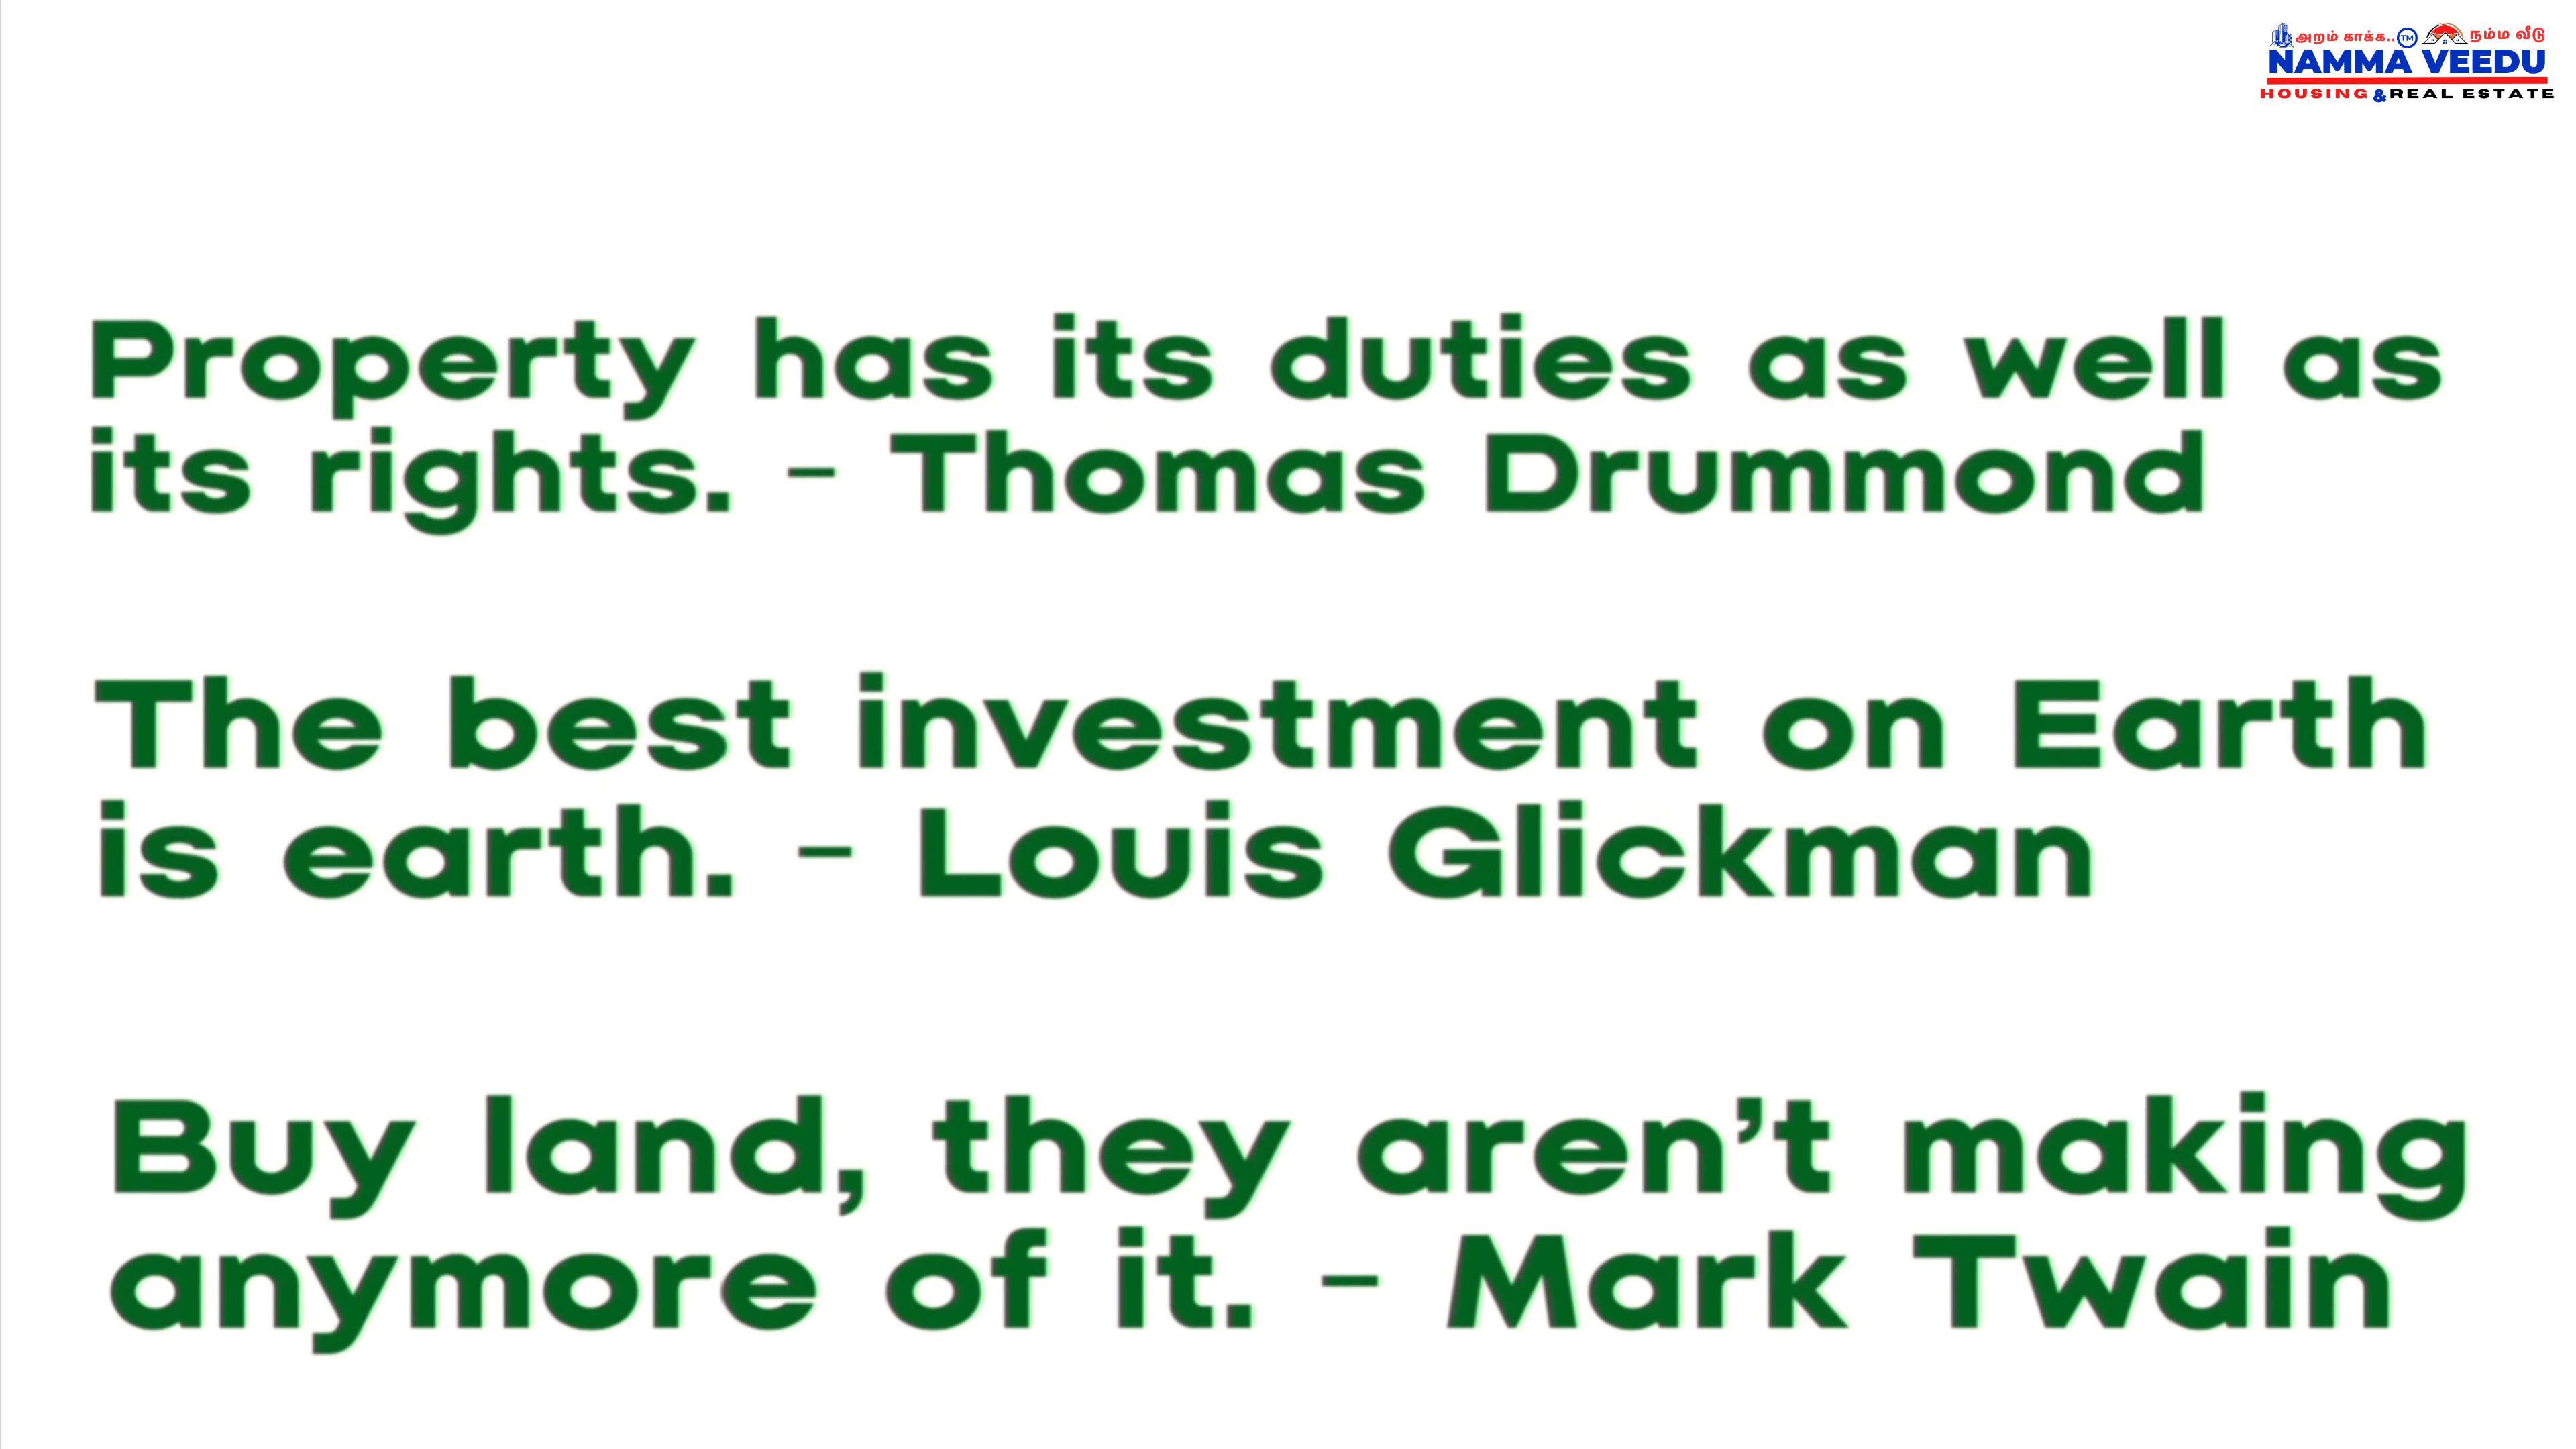 அறம் காக்க.. TM நம்ம வீடு
NAMMA VEEDU
HOUSING & REAL ESTATE
Property has its duties as well as
its rights. - Thomas Drummond
The best investment on Earth
is earth. - Louis Glickman
Buy land, they aren’t making
anymore of it. - Mark Twain